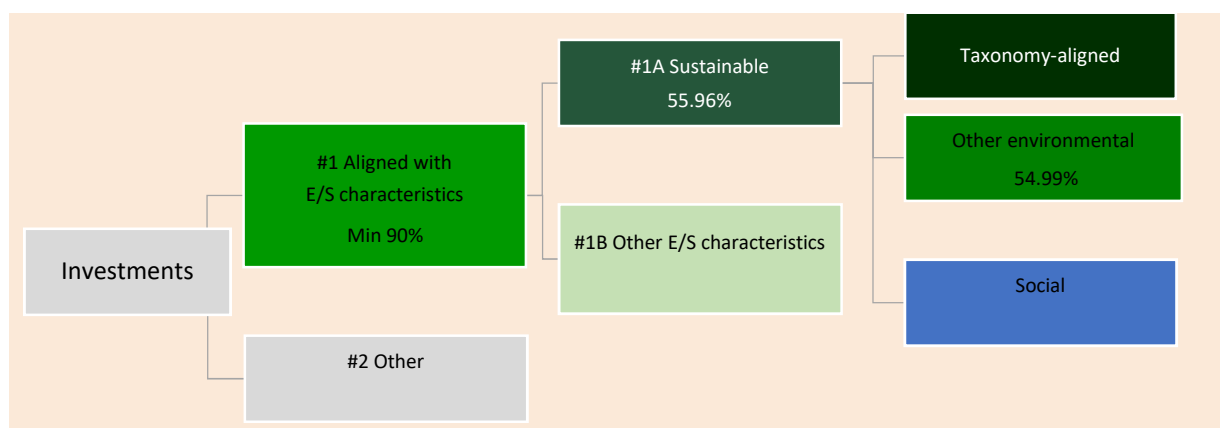 Investments
#1 Aligned with
E/S characteristics
Min 90%
#2 Other
#1A Sustainable
55.96%
#1B Other E/S characteristics
Taxonomy-aligned
Other environmental
54.99%
Social